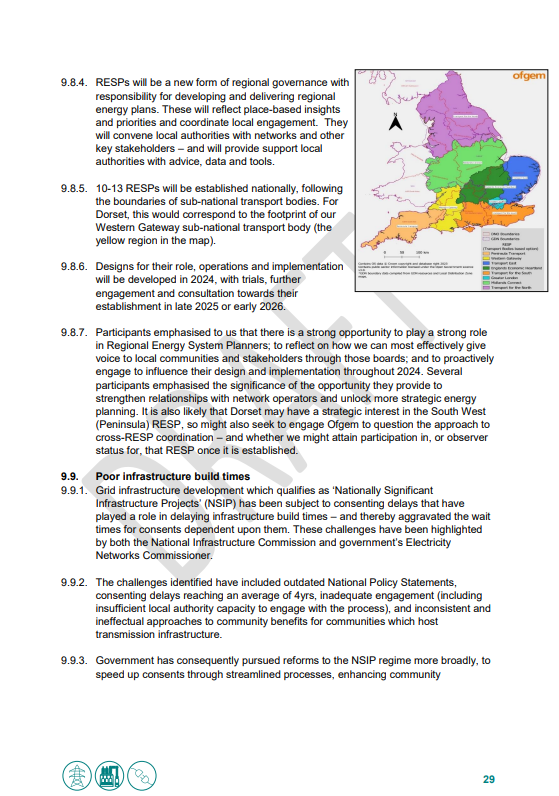 ofgem
9.8.4. RESPs will be a new form of regional governance with
responsibility for developing and delivering regional
energy plans. These will reflect place-based insights
and priorities and coordinate local engagement.  They
will convene local authorities with networks and other
key stakeholders – and will provide support local
authorities with advice, data and tools.
N
9.8.5. 10-13 RESPs will be established nationally, following
the boundaries of sub-national transport bodies. For
Dorset, this would correspond to the footprint of our
Western Gateway sub-national transport body (the
yellow region in the map).
DNO Boundaries
GDN Boundaries
RESP
(Transport Bodies based option)
Peninsula Transport
Western Gateway
Transport East
England's Economic Heartland
Transport for the South
Greater London
Midlands Connect
Transport for the North
9.8.6. Designs for their role, operations and implementation
will be developed in 2024, with trials, further
engagement and consultation towards their
establishment in late 2025 or early 2026.
9.8.7. Participants emphasised to us that there is a strong opportunity to play a strong role
in Regional Energy System Planners; to reflect on how we can most effectively give
voice to local communities and stakeholders through those boards; and to proactively
engage to influence their design and implementation throughout 2024. Several
participants emphasised the significance of the opportunity they provide to
strengthen relationships with network operators and unlock more strategic energy
planning. It is also likely that Dorset may have a strategic interest in the South West
(Peninsula) RESP, so might also seek to engage Ofgem to question the approach to
cross-RESP coordination – and whether we might attain participation in, or observer
status for, that RESP once it is established.
9.9. Poor infrastructure build times
9.9.1. Grid infrastructure development which qualifies as ‘Nationally Significant
Infrastructure Projects’ (NSIP) has been subject to consenting delays that have
played a role in delaying infrastructure build times – and thereby aggravated the wait
times for consents dependent upon them. These challenges have been highlighted
by both the National Infrastructure Commission and government’s Electricity
Networks Commissioner.
9.9.2. The challenges identified have included outdated National Policy Statements,
consenting delays reaching an average of 4yrs, inadequate engagement (including
insufficient local authority capacity to engage with the process), and inconsistent and
ineffectual approaches to community benefits for communities which host
transmission infrastructure.
9.9.3. Government has consequently pursued reforms to the NSIP regime more broadly, to
speed up consents through streamlined processes, enhancing community
DRAFT
29